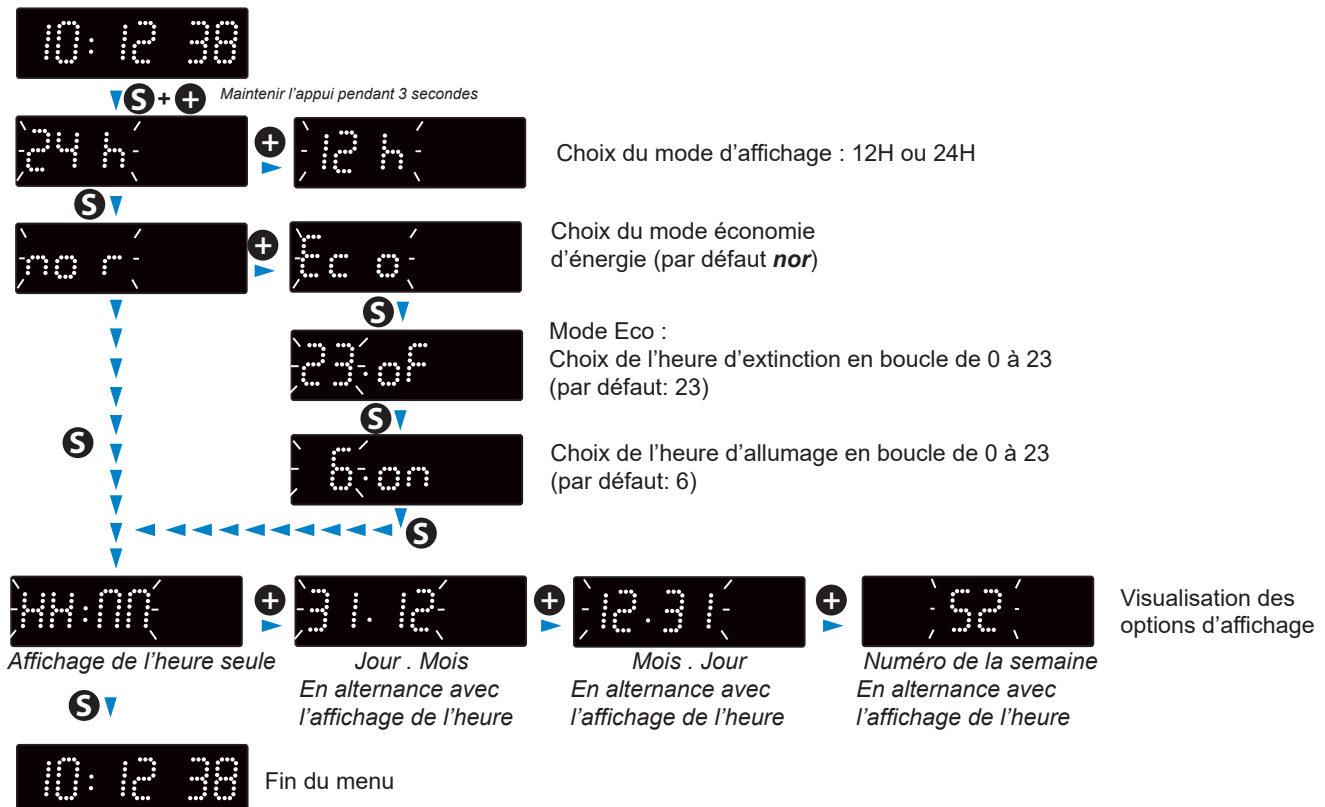 10: 12 38
S + + Maintenir l'appui pendant 3 secondes
24 h + 12 h Choix du mode d'affichage : 12H ou 24H
S
no r + Ec o Choix du mode économie
d'énergie (par défaut nor)
S
23:oF Mode Eco :
Choix de l'heure d'extinction en boucle de 0 à 23
(par défaut: 23)
S
S
6:on Choix de l'heure d'allumage en boucle de 0 à 23
(par défaut: 6)
S
HH:MM + 31. 12 + 12.31 + 52 Visualisation des
options d'affichage
Affichage de l'heure seule Jour . Mois Mois . Jour Numéro de la semaine
En alternance avec En alternance avec En alternance avec
l'affichage de l'heure l'affichage de l'heure l'affichage de l'heure
S
10: 12 38 Fin du menu